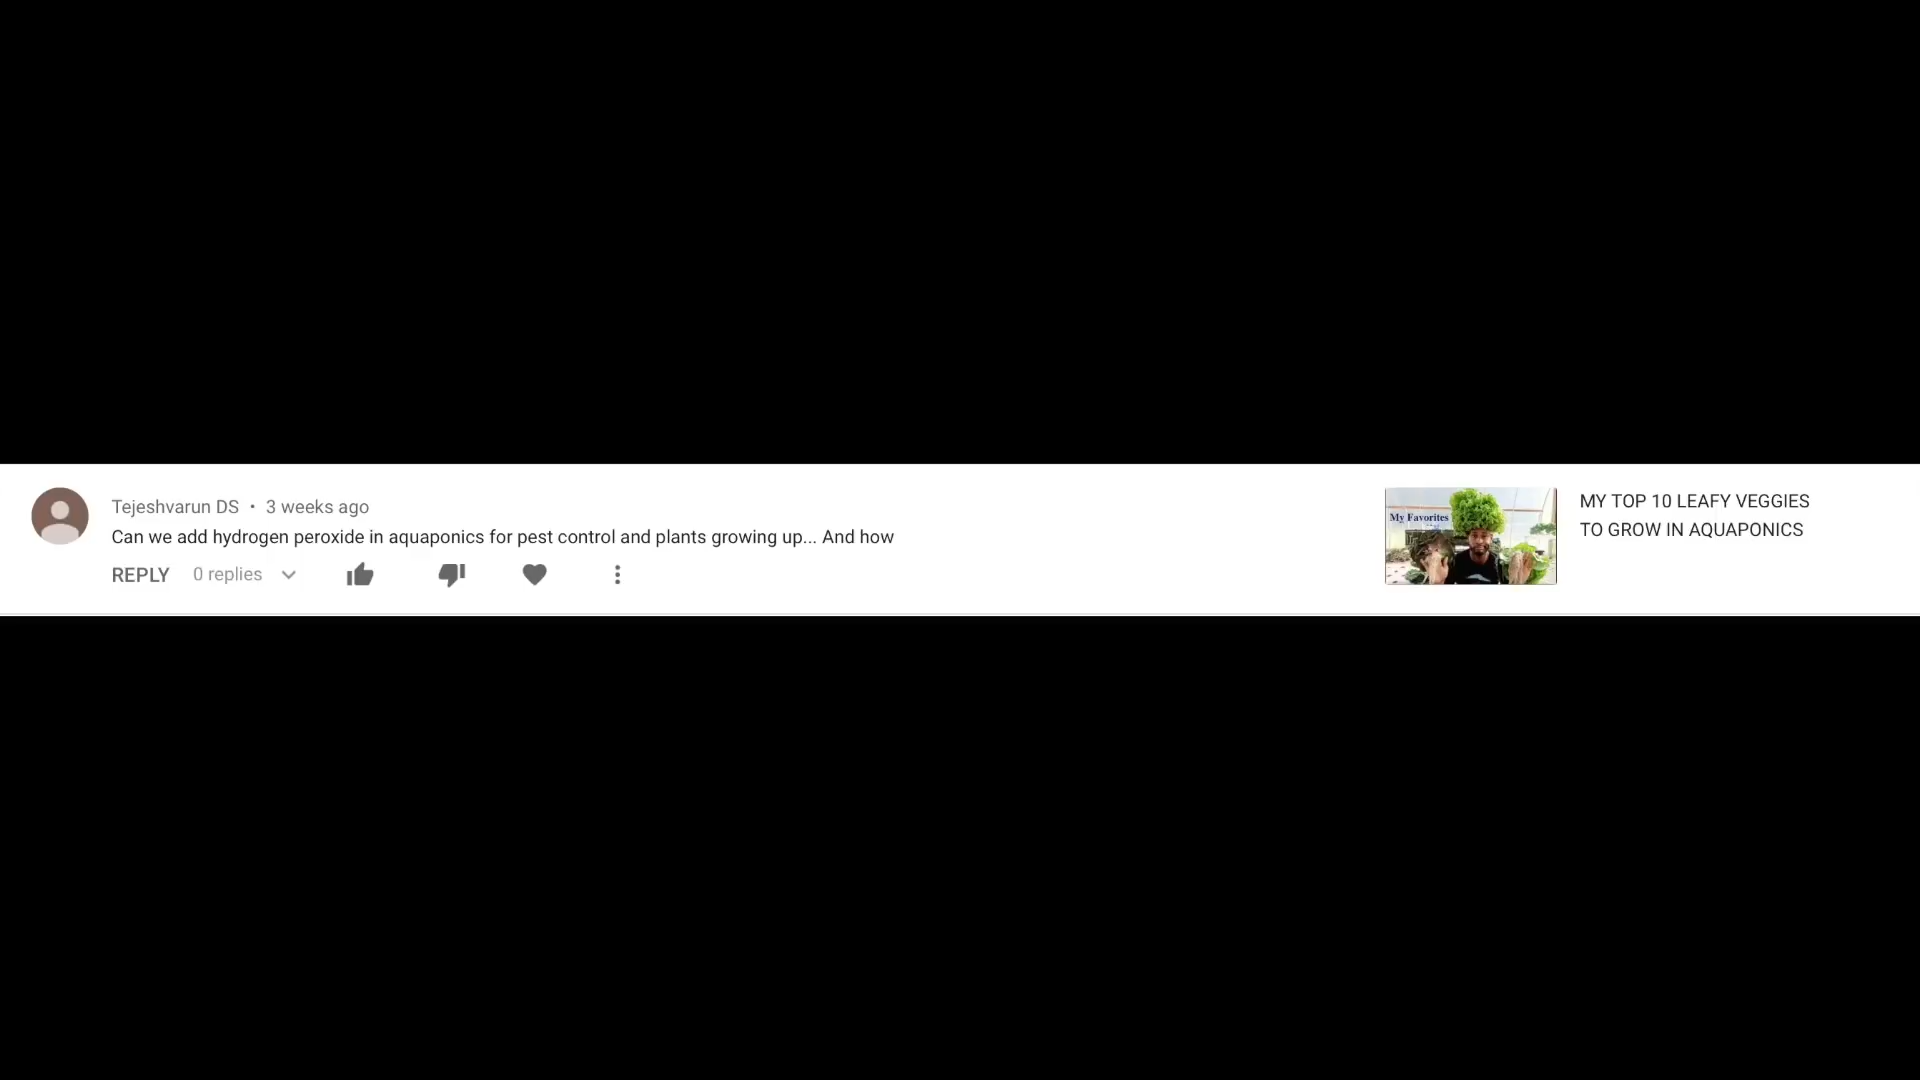 Tejeshvarun DS • 3 weeks ago
Can we add hydrogen peroxide in aquaponics for pest control and plants growing up... And how
REPLY 0 replies
My Favorites
MY TOP 10 LEAFY VEGGIES
TO GROW IN AQUAPONICS